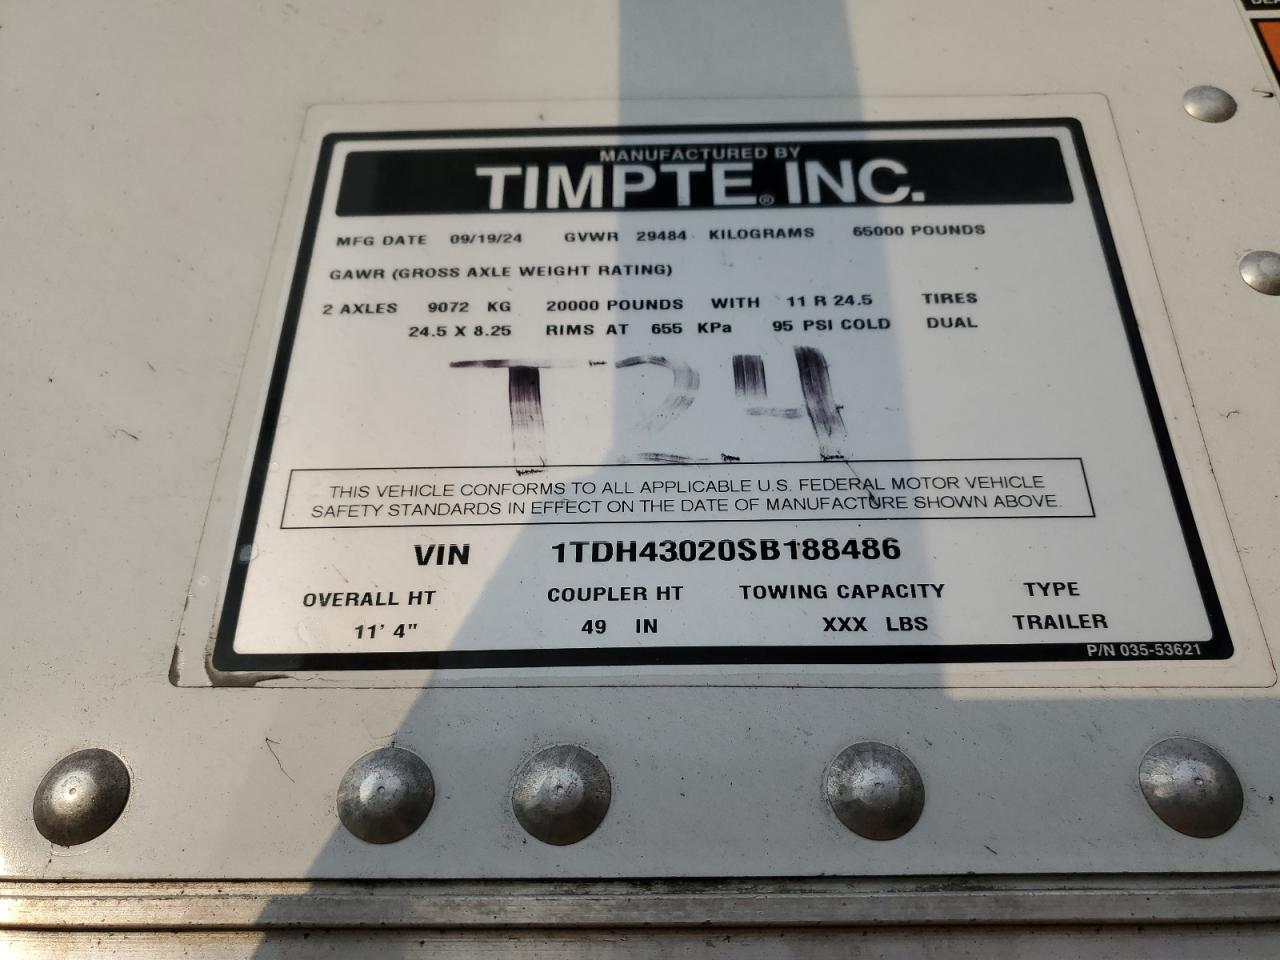 MANUFACTURED BY
TIMPTE® INC.
MFG DATE 09/19/24 GVWR 29484 KILOGRAMS 65000 POUNDS
GAWR (GROSS AXLE WEIGHT RATING)
2 AXLES 9072 KG 20000 POUNDS WITH 11 R 24.5 TIRES
24.5 X 8.25 RIMS AT 655 KPa 95 PSI COLD DUAL
T24
THIS VEHICLE CONFORMS TO ALL APPLICABLE U.S. FEDERAL MOTOR VEHICLE
SAFETY STANDARDS IN EFFECT ON THE DATE OF MANUFACTURE SHOWN ABOVE.
VIN 1TDH43020SB188486
OVERALL HT COUPLER HT TOWING CAPACITY TYPE
11' 4" 49 IN XXX LBS TRAILER
P/N 035-53621